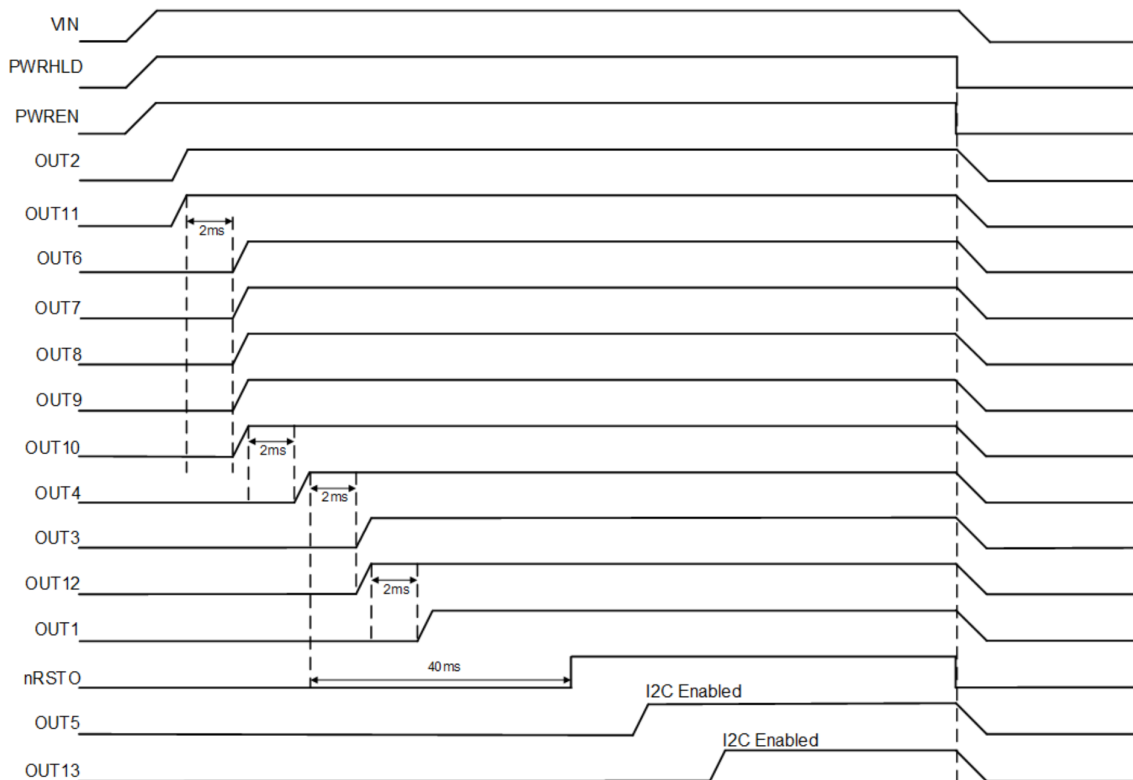 VIN
PWRHLD
PWREN
OUT2
OUT11
2ms
OUT6
OUT7
OUT8
OUT9
OUT10
2ms
OUT4
2ms
OUT3
OUT12
2ms
OUT1
nRSTO
40ms
I2C Enabled
OUT5
I2C Enabled
OUT13